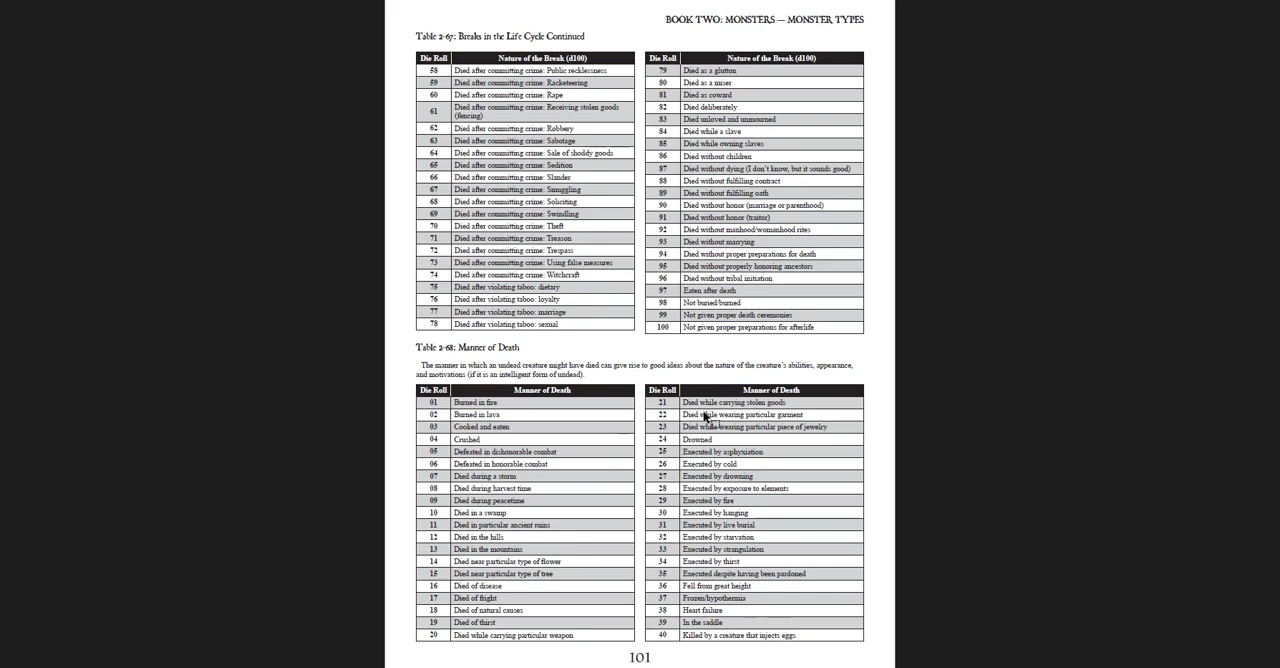 BOOK TWO: MONSTERS — MONSTER TYPES
Table 2-67: Breaks in the Life Cycle Continued
Die Roll Nature of the Break (d100)
58 Died after committing crime: Public recklessness
59 Died after committing crime: Racketeering
60 Died after committing crime: Rape
61 Died after committing crime: Receiving stolen goods
(fencing)
62 Died after committing crime: Robbery
63 Died after committing crime: Sabotage
64 Died after committing crime: Sale of shoddy goods
65 Died after committing crime: Sedition
66 Died after committing crime: Slander
67 Died after committing crime: Smuggling
68 Died after committing crime: Soliciting
69 Died after committing crime: Swindling
70 Died after committing crime: Theft
71 Died after committing crime: Treason
72 Died after committing crime: Trespass
73 Died after committing crime: Using false measures
74 Died after committing crime: Witchcraft
75 Died after violating taboo: dietary
76 Died after violating taboo: loyalty
77 Died after violating taboo: marriage
78 Died after violating taboo: sexual
Die Roll Nature of the Break (d100)
79 Died as a glutton
80 Died as a miser
81 Died as coward
82 Died deliberately
83 Died unloved and unmourned
84 Died while a slave
85 Died while owning slaves
86 Died without children
87 Died without dying (I don't know, but it sounds good)
88 Died without fulfilling contract
89 Died without fulfilling oath
90 Died without honor (marriage or parenthood)
91 Died without honor (traitor)
92 Died without manhood/womanhood rites
93 Died without marrying
94 Died without proper preparations for death
95 Died without properly honoring ancestors
96 Died without tribal initiation
97 Eaten after death
98 Not buried/burned
99 Not given proper death ceremonies
100 Not given proper preparations for afterlife
Table 2-68: Manner of Death
The manner in which an undead creature might have died can give rise to good ideas about the nature of the creature's abilities, appearance,
and motivations (if it is an intelligent form of undead).
Die Roll Manner of Death
01 Burned in fire
02 Burned in lava
03 Cooked and eaten
04 Crushed
05 Defeated in dishonorable combat
06 Defeated in honorable combat
07 Died during a storm
08 Died during harvest time
09 Died during peacetime
10 Died in a swamp
11 Died in particular ancient ruins
12 Died in the hills
13 Died in the mountains
14 Died near particular type of flower
15 Died near particular type of tree
16 Died of disease
17 Died of fright
18 Died of natural causes
19 Died of thirst
20 Died while carrying particular weapon
Die Roll Manner of Death
21 Died while carrying stolen goods
22 Died while wearing particular garment
23 Died while wearing particular piece of jewelry
24 Drowned
25 Executed by asphyxiation
26 Executed by cold
27 Executed by drowning
28 Executed by exposure to elements
29 Executed by fire
30 Executed by hanging
31 Executed by live burial
32 Executed by starvation
33 Executed by strangulation
34 Executed by thirst
35 Executed despite having been pardoned
36 Fell from great height
37 Frozen/hypothermia
38 Heart failure
39 In the saddle
40 Killed by a creature that injects eggs
101